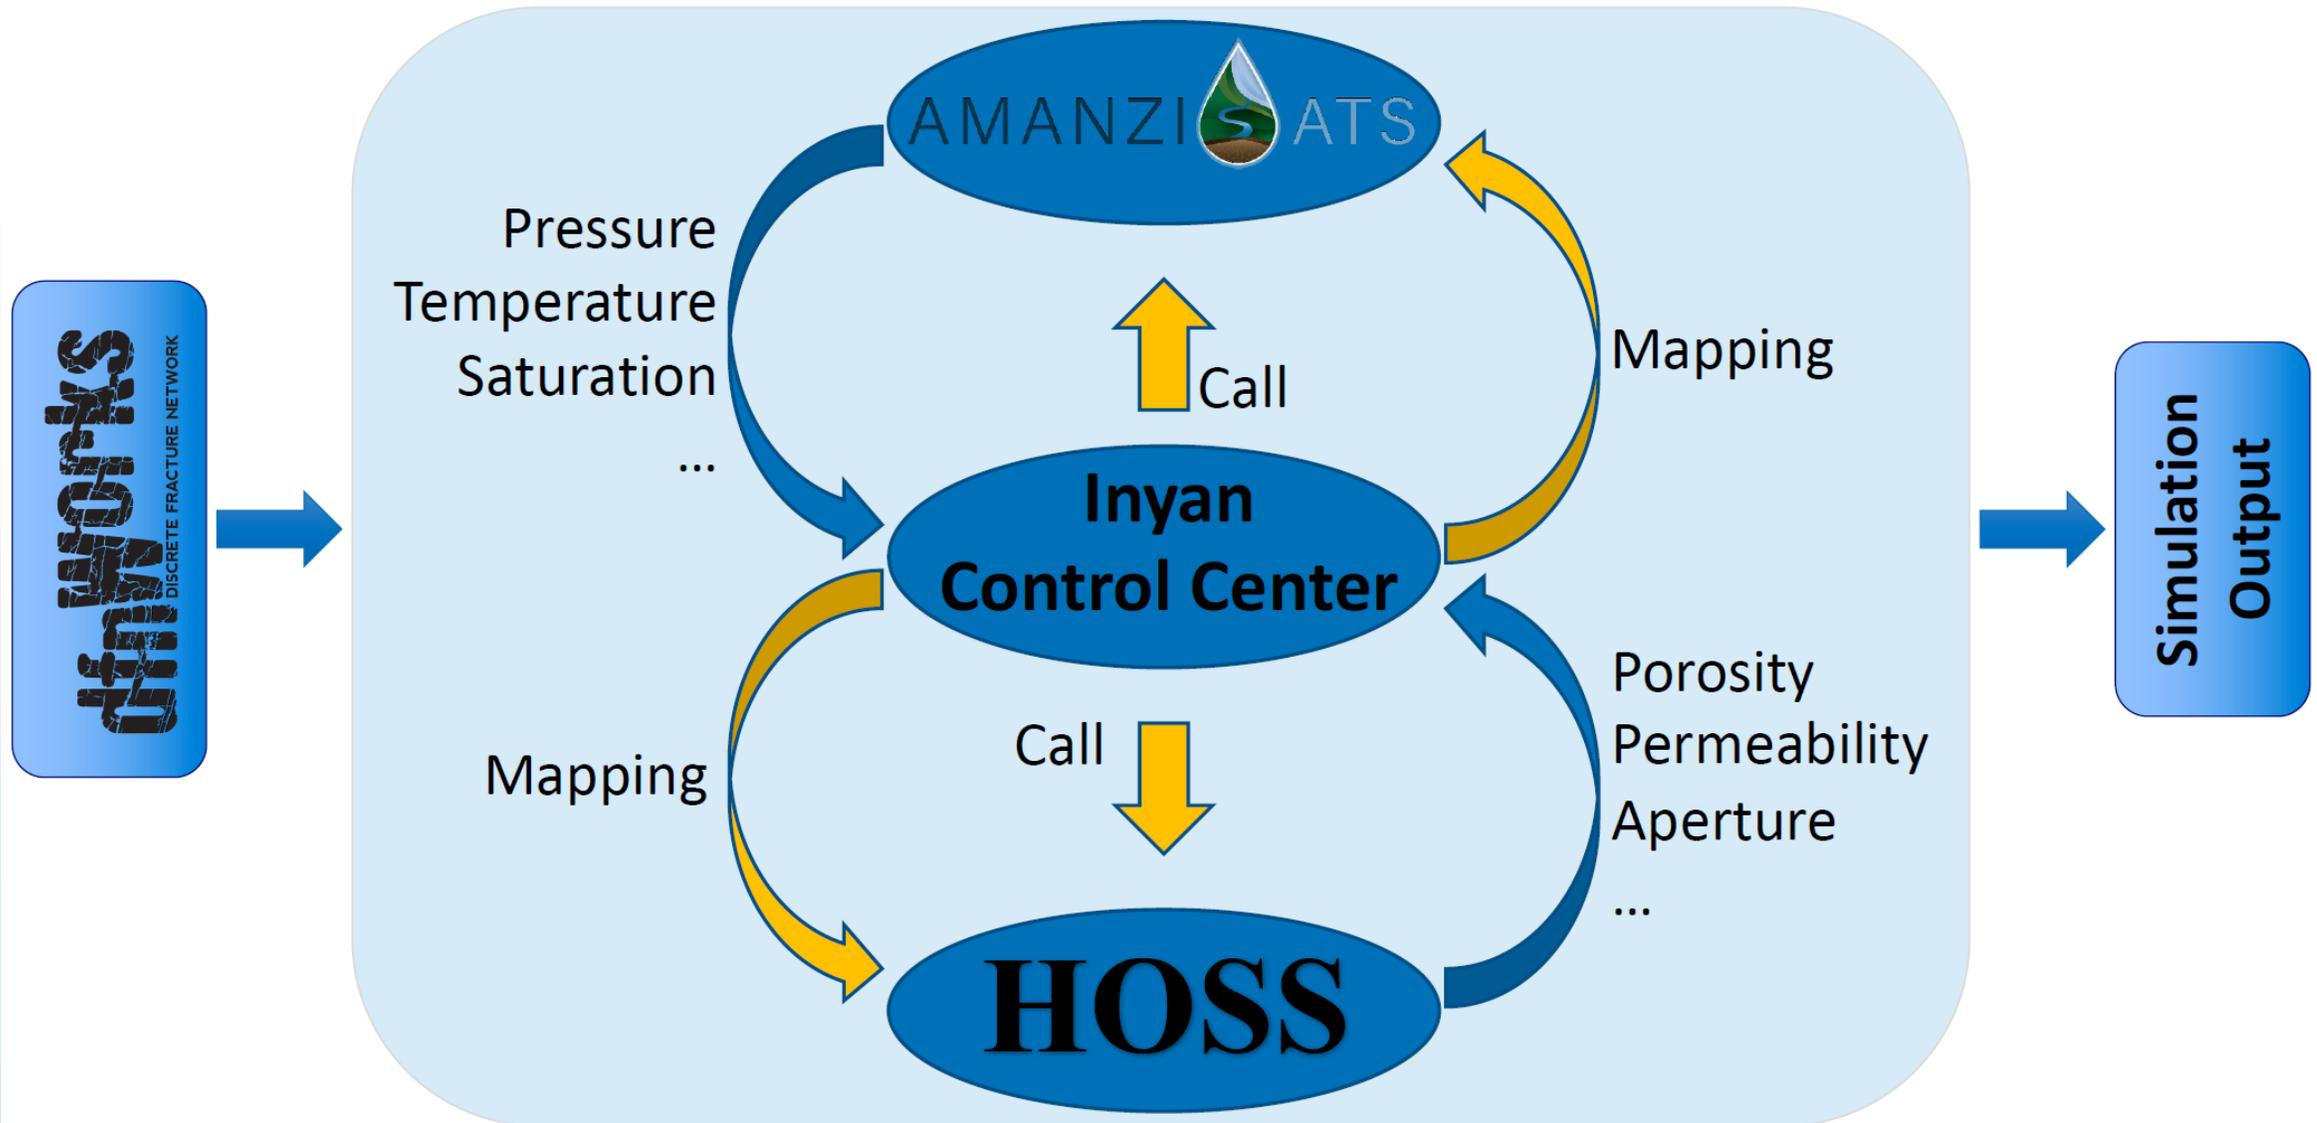 dfnWorks
DISCRETE FRACTURE NETWORK
AMANZI ATS
Pressure
Temperature
Saturation
...
Call
Mapping
Inyan
Control Center
Mapping
Call
Porosity
Permeability
Aperture
...
HOSS
Simulation
Output